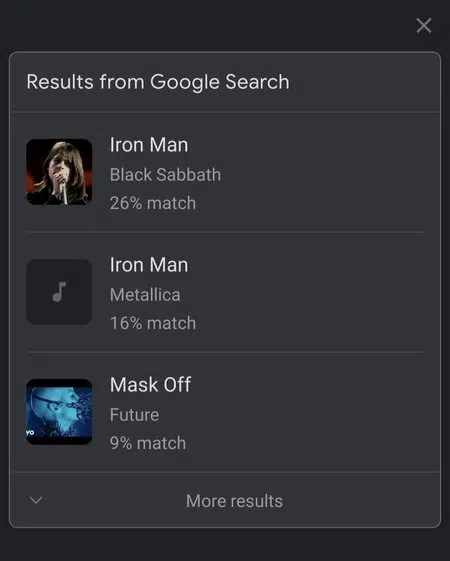 Results from Google Search
Iron Man
Black Sabbath
26% match
Iron Man
Metallica
16% match
Mask Off
Future
9% match
More results